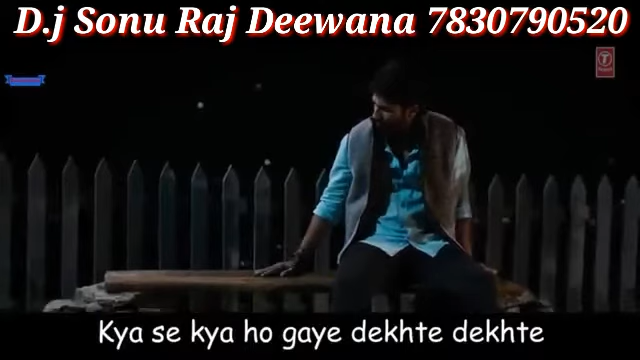 D.j Sonu Raj Deewana 7830790520
T
Kya se kya ho gaye dekhte dekhte